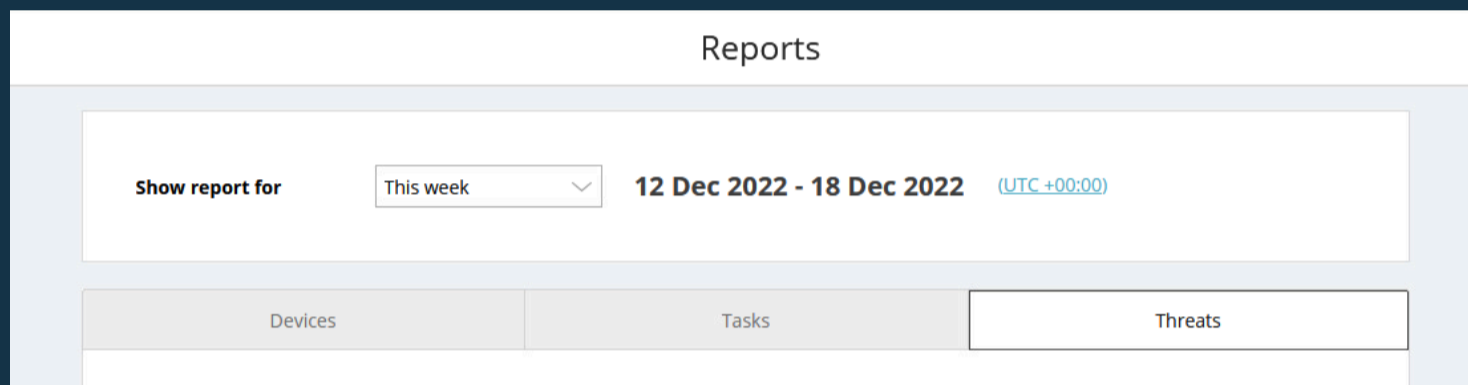 Reports
Show report for This week 12 Dec 2022 - 18 Dec 2022 (UTC +00:00)
Devices Tasks Threats